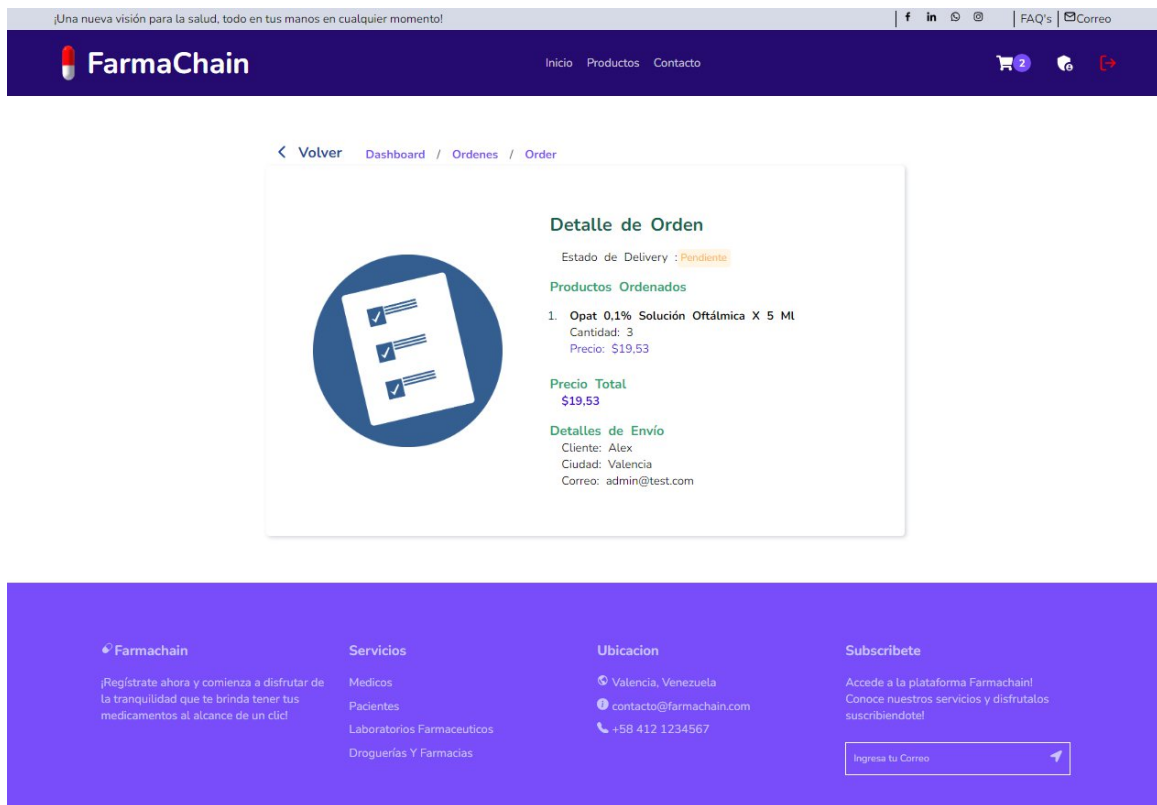 ¡Una nueva visión para la salud, todo en tus manos en cualquier momento!
FAQ's
Correo
FarmaChain
Inicio Productos Contacto
2
Volver Dashboard / Ordenes / Order
Detalle de Orden
Estado de Delivery : Pendiente
Productos Ordenados
1. Opat 0,1% Solución Oftálmica X 5 Ml
Cantidad: 3
Precio: $19,53
Precio Total
$19,53
Detalles de Envío
Cliente: Alex
Ciudad: Valencia
Correo: admin@test.com
Farmachain
¡Regístrate ahora y comienza a disfrutar de
la tranquilidad que te brinda tener tus
medicamentos al alcance de un clic!
Servicios
Medicos
Pacientes
Laboratorios Farmaceuticos
Droguerías Y Farmacias
Ubicacion
Valencia, Venezuela
contacto@farmachain.com
+58 412 1234567
Subscribete
Accede a la plataforma Farmachain!
Conoce nuestros servicios y disfrutalos
suscribiendote!
Ingresa tu Correo